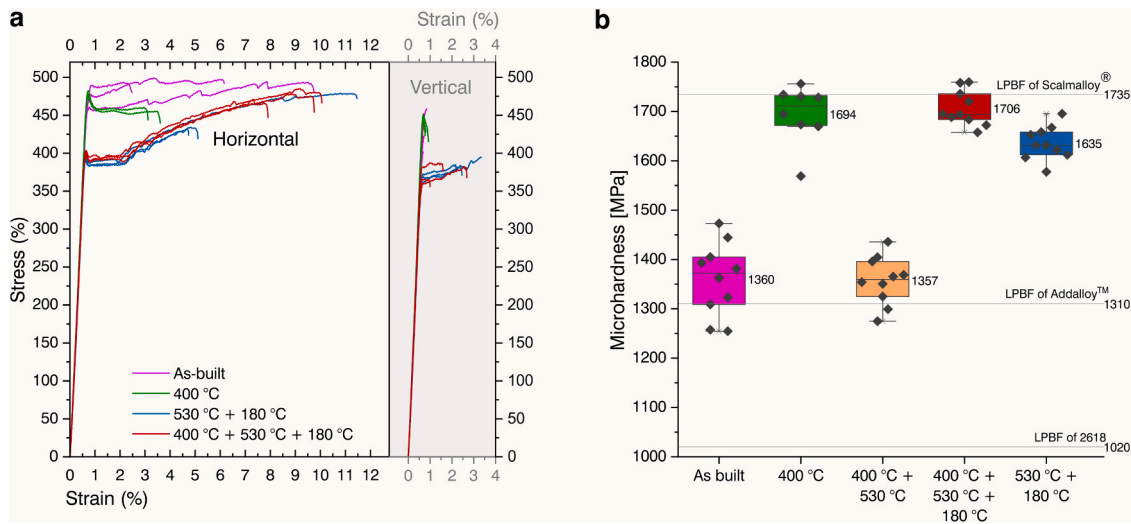 a
Strain (%)
0 1 2 3 4 5 6 7 8 9 10 11 12
0 1 2 3 4
500
450
400
350
300
250
200
150
100
50
0
Stress (%)
Horizontal
Vertical
As-built
400 °C
530 °C + 180 °C
400 °C + 530 °C + 180 °C
500
450
400
350
300
250
200
150
100
50
0
0 1 2 3 4 5 6 7 8 9 10 11 12
0 1 2 3 4
Strain (%)
b
Microhardness [MPa]
1800
1700
1600
1500
1400
1300
1200
1100
1000
LPBF of Scalmalloy®
1735
1694
1706
1635
1360
1357
LPBF of Addalloy™
1310
LPBF of 2618
1020
As built
400 °C
400 °C +
530 °C
400 °C +
530 °C +
180 °C
530 °C +
180 °C